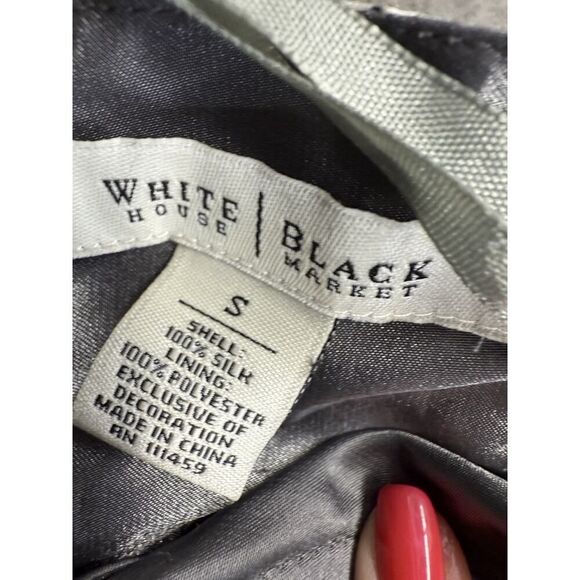 WHITE | BLACK
HOUSE | MARKET
S
SHELL:
100% SILK
LINING:
100% POLYESTER
EXCLUSIVE OF
DECORATION
MADE IN CHINA
RN 111459